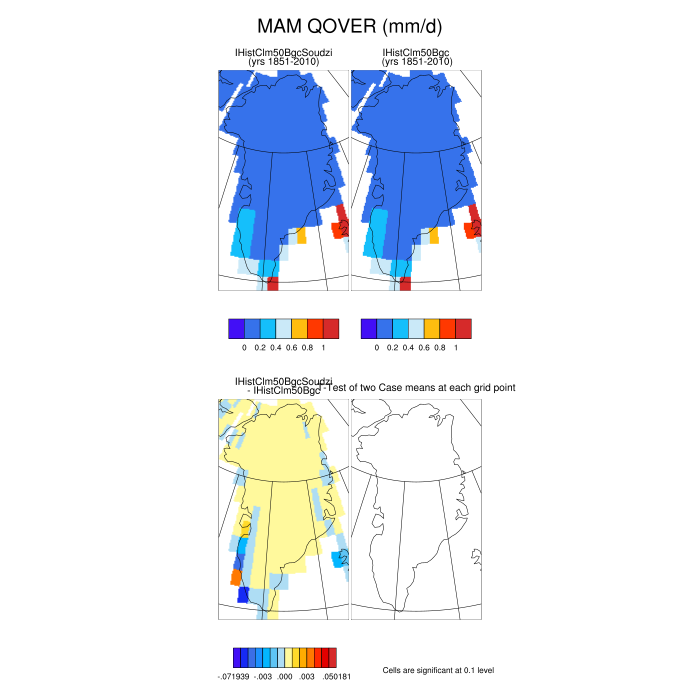 MAM QOVER (mm/d)
IHistClm50BgcSoudzi
(yrs 1851-2010)
IHistClm50Bgc
(yrs 1851-2010)
0 0.2 0.4 0.6 0.8 1
0 0.2 0.4 0.6 0.8 1
IHistClm50BgcSoudzi
- IHistClm50Bgc
T-Test of two Case means at each grid point
-.071939 -.003 .000 .003 .050181
Cells are significant at 0.1 level